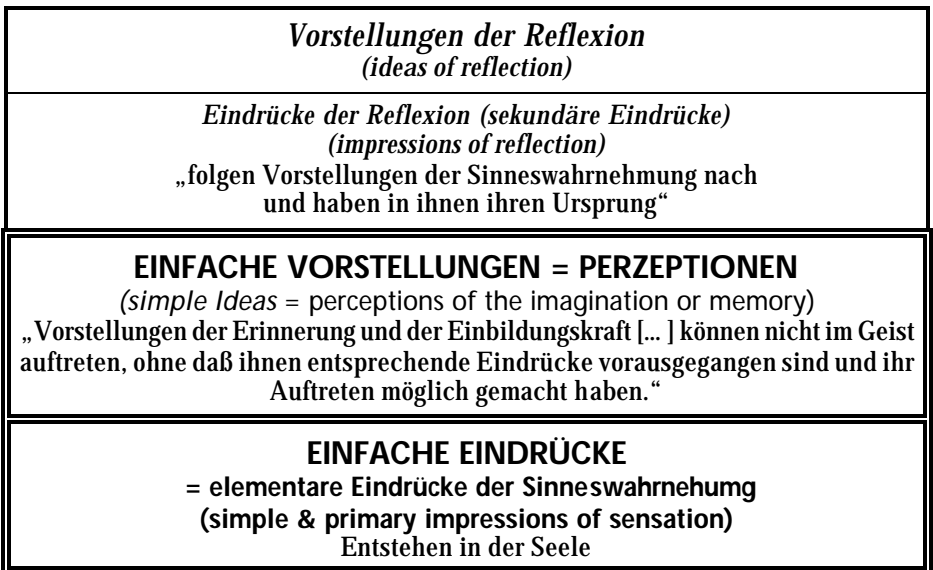 Vorstellungen der Reflexion
(ideas of reflection)
Eindrücke der Reflexion (sekundäre Eindrücke)
(impressions of reflection)
„folgen Vorstellungen der Sinneswahrnehmung nach
und haben in ihnen ihren Ursprung“
EINFACHE VORSTELLUNGEN = PERZEPTIONEN
(simple Ideas = perceptions of the imagination or memory)
„Vorstellungen der Erinnerung und der Einbildungskraft [... ] können nicht im Geist
auftreten, ohne daß ihnen entsprechende Eindrücke vorausgegangen sind und ihr
Auftreten möglich gemacht haben.“
EINFACHE EINDRÜCKE
= elementare Eindrücke der Sinneswahrnehumg
(simple & primary impressions of sensation)
Entstehen in der Seele